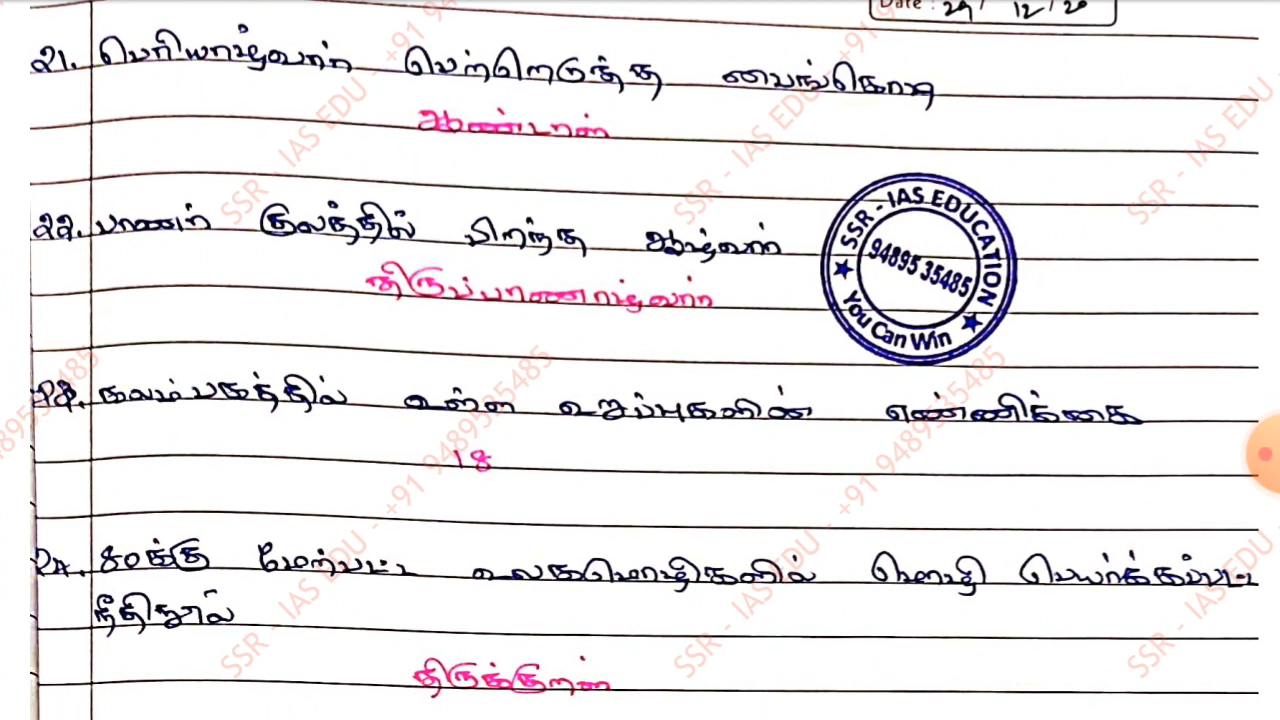 Date : 29/ 12/20
21. பெரியாழ்வார் பெற்றெடுத்த பைங்கொடி
ஆண்டாள்
22. பாணர் குலத்தில் பிறந்த ஆழ்வார்
திருப்பாணாழ்வார்
SSR - IAS EDUCATION
94895 35485
You Can Win
23. கலம்பகத்தில் உள்ள உறுப்புகளின் எண்ணிக்கை
18
24. 80க்கு மேற்பட்ட உலகமொழிகளில் மொழி பெயர்க்கப்பட்ட
நீதிநூல்
திருக்குறள்
SSR - IAS EDU - +91 9489535485